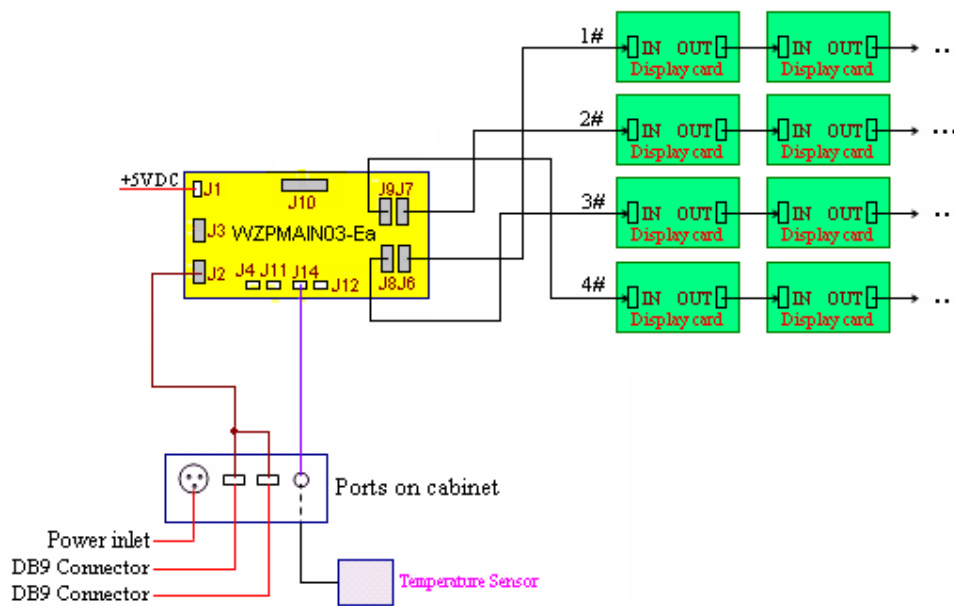 1#
IN OUT
Display card
IN OUT
Display card
...
2#
IN OUT
Display card
IN OUT
Display card
...
3#
IN OUT
Display card
IN OUT
Display card
...
4#
IN OUT
Display card
IN OUT
Display card
...
+5VDC
J1
J10
J9J7
J3
WZPMAIN03-Ea
J2
J4
J11
J14
J12
J8J6
Ports on cabinet
Power inlet
DB9 Connector
DB9 Connector
Temperature Sensor